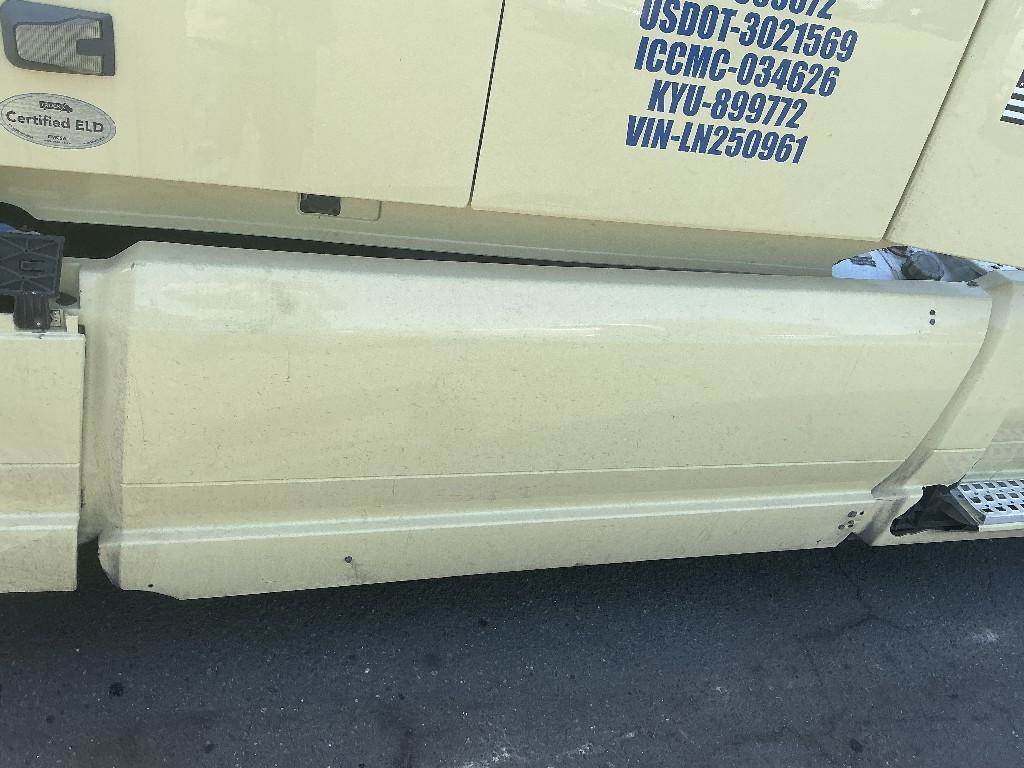 USDOT-3021569
ICCMC-034626
KYU-899772
VIN-LN250961
Certified ELD